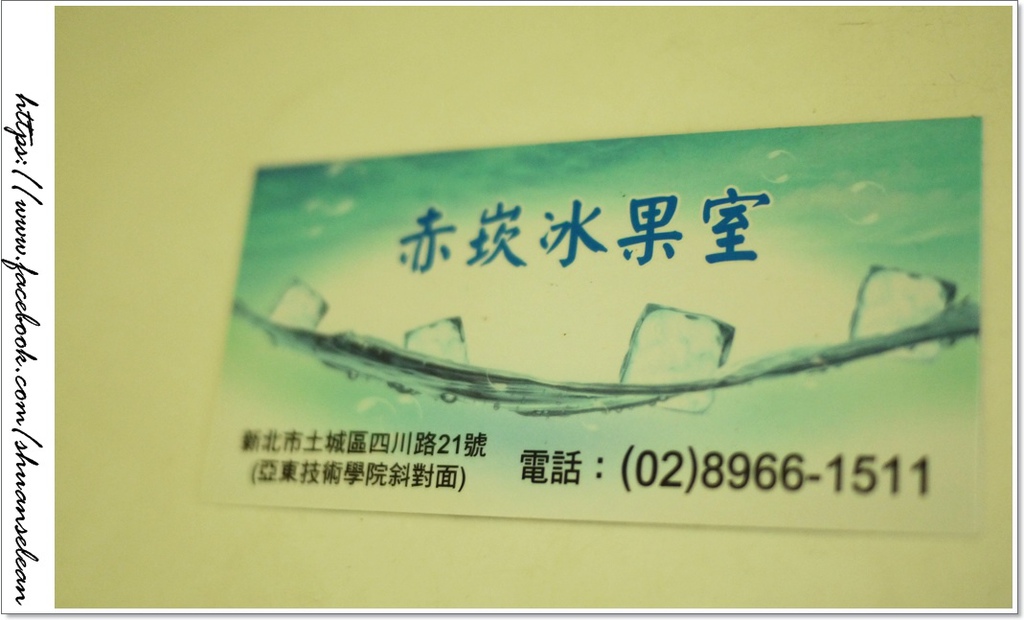 赤崁冰果室
新北市土城區四川路21號
(亞東技術學院斜對面)
電話：(02)8966-1511
https://www.facebook.com/shuanselean